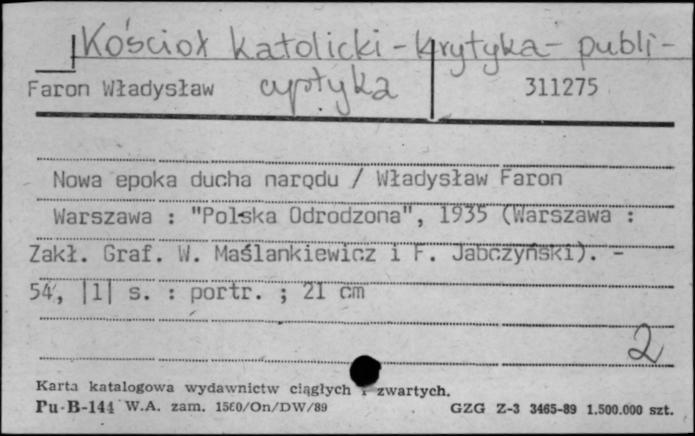 Kościoł katolicki - krytyka - publi-
cystyka
Faron Władysław 311275
Nowa epoka ducha narodu / Władysław Faron
Warszawa : "Polska Odrodzona", 1935 (Warszawa :
Zakł. Graf. W. Maślankiewicz i F. Jabczyński). -
54, |1| s. : portr. ; 21 cm
2
Karta katalogowa wydawnictw ciągłych i zwartych.
Pu-B-144 W.A. zam. 1560/On/DW/89 GZG Z-3 3465-89 1.500.000 szt.